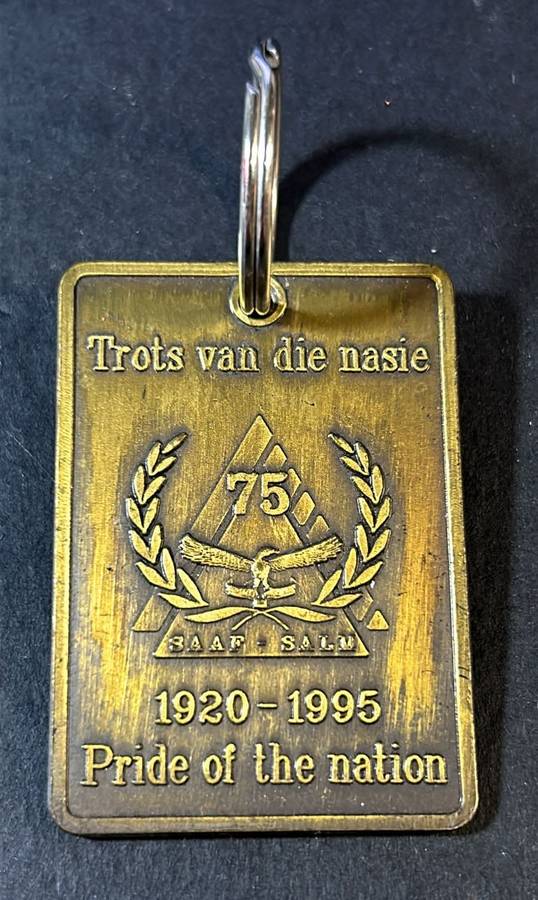 Trots van die nasie
75
SAAF - SALM
1920 - 1995
Pride of the nation